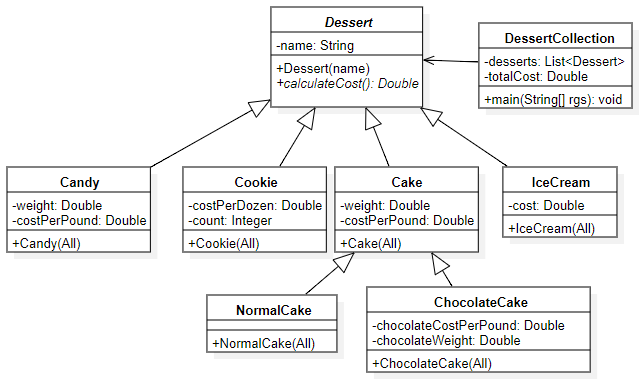 Dessert
-name: String
+Dessert(name)
+calculateCost(): Double
DessertCollection
-desserts: List<Dessert>
-totalCost: Double
+main(String[] rgs): void
Candy
-weight: Double
-costPerPound: Double
+Candy(All)
Cookie
-costPerDozen: Double
-count: Integer
+Cookie(All)
Cake
-weight: Double
-costPerPound: Double
+Cake(All)
IceCream
-cost: Double
+IceCream(All)
NormalCake
+NormalCake(All)
ChocolateCake
-chocolateCostPerPound: Double
-chocolateWeight: Double
+ChocolateCake(All)